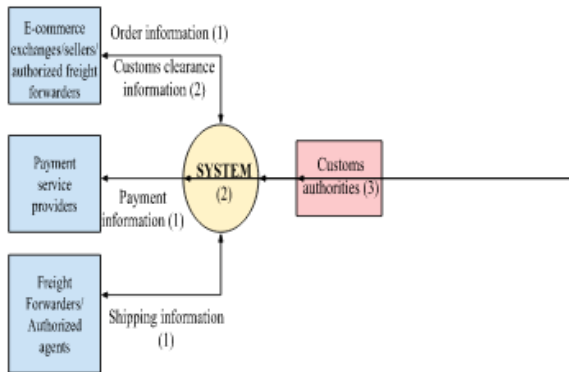 E-commerce
exchanges/sellers/
authorized freight
forwarders
Order information (1)
Customs clearance
information (2)
Payment
service
providers
Payment
information (1)
SYSTEM
(2)
Customs
authorities (3)
Freight
Forwarders/
Authorized
agents
Shipping information
(1)